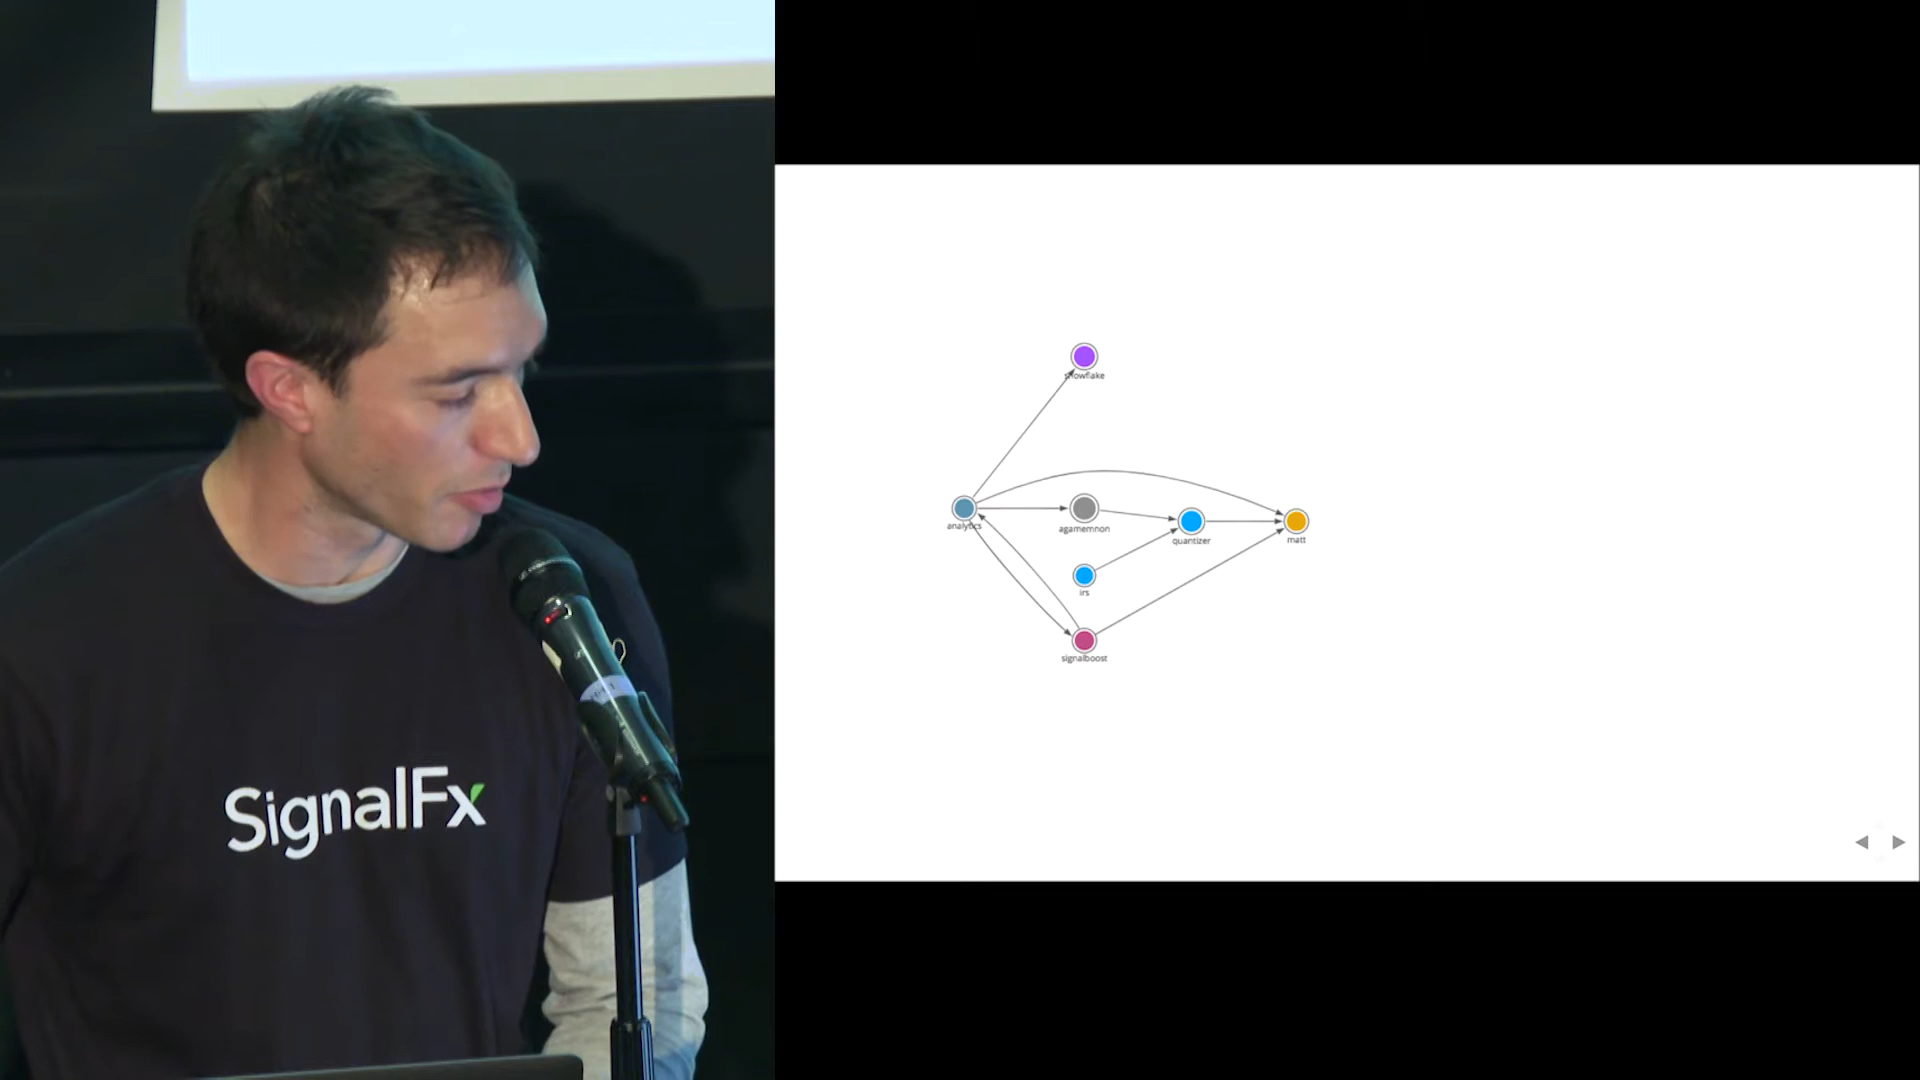 SignalFx
snowflake
analytics
agamemnon
quantizer
matt
irs
signalboost